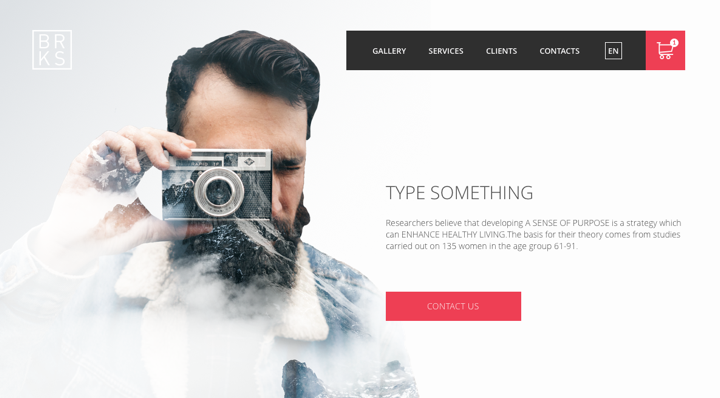 BR
KS
GALLERY SERVICES CLIENTS CONTACTS EN 1
TYPE SOMETHING
Researchers believe that developing A SENSE OF PURPOSE is a strategy which
can ENHANCE HEALTHY LIVING.The basis for their theory comes from studies
carried out on 135 women in the age group 61-91.
CONTACT US